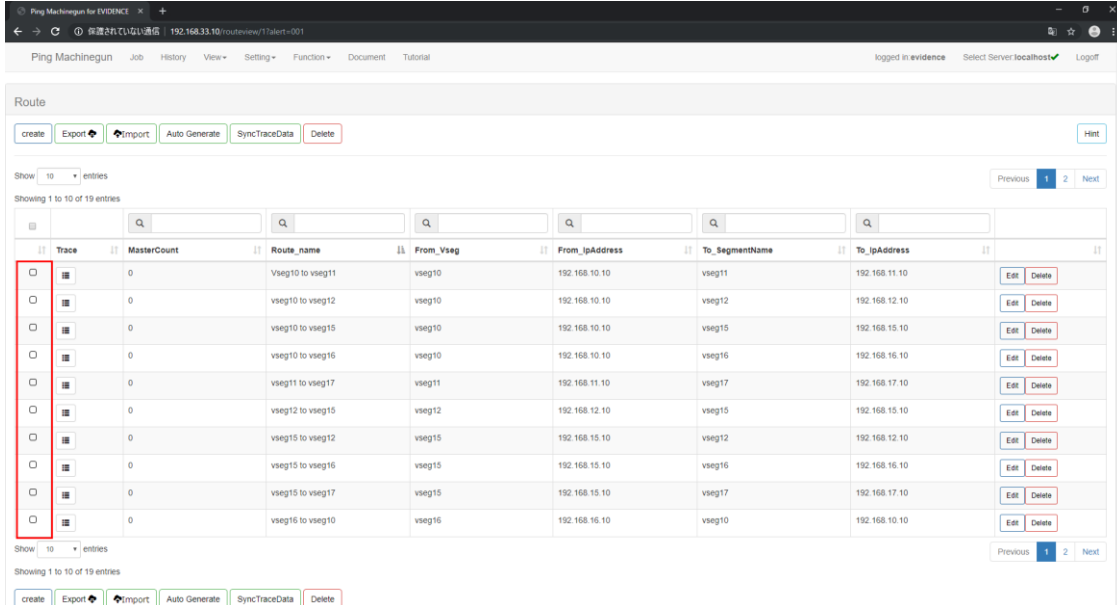 Ping Machinegun for EVIDENCE
保護されていない通信 | 192.168.33.10/routeview/1?alert=001
Ping Machinegun Job History View Setting Function Document Tutorial logged in:evidence Select Server:localhost Logoff
Route
create Export Import Auto Generate SyncTraceData Delete Hint
Show 10 entries Previous 1 2 Next
Showing 1 to 10 of 19 entries
Trace MasterCount Route_name From_Vseg From_IpAddress To_SegmentName To_IpAddress
0 Vseg10 to vseg11 vseg10 192.168.10.10 vseg11 192.168.11.10 Edit Delete
0 vseg10 to vseg12 vseg10 192.168.10.10 vseg12 192.168.12.10 Edit Delete
0 vseg10 to vseg15 vseg10 192.168.10.10 vseg15 192.168.15.10 Edit Delete
0 vseg10 to vseg16 vseg10 192.168.10.10 vseg16 192.168.16.10 Edit Delete
0 vseg11 to vseg17 vseg11 192.168.11.10 vseg17 192.168.17.10 Edit Delete
0 vseg12 to vseg15 vseg12 192.168.12.10 vseg15 192.168.15.10 Edit Delete
0 vseg15 to vseg12 vseg15 192.168.15.10 vseg12 192.168.12.10 Edit Delete
0 vseg15 to vseg16 vseg15 192.168.15.10 vseg16 192.168.16.10 Edit Delete
0 vseg15 to vseg17 vseg15 192.168.15.10 vseg17 192.168.17.10 Edit Delete
0 vseg16 to vseg10 vseg16 192.168.16.10 vseg10 192.168.10.10 Edit Delete
Show 10 entries Previous 1 2 Next
Showing 1 to 10 of 19 entries
create Export Import Auto Generate SyncTraceData Delete